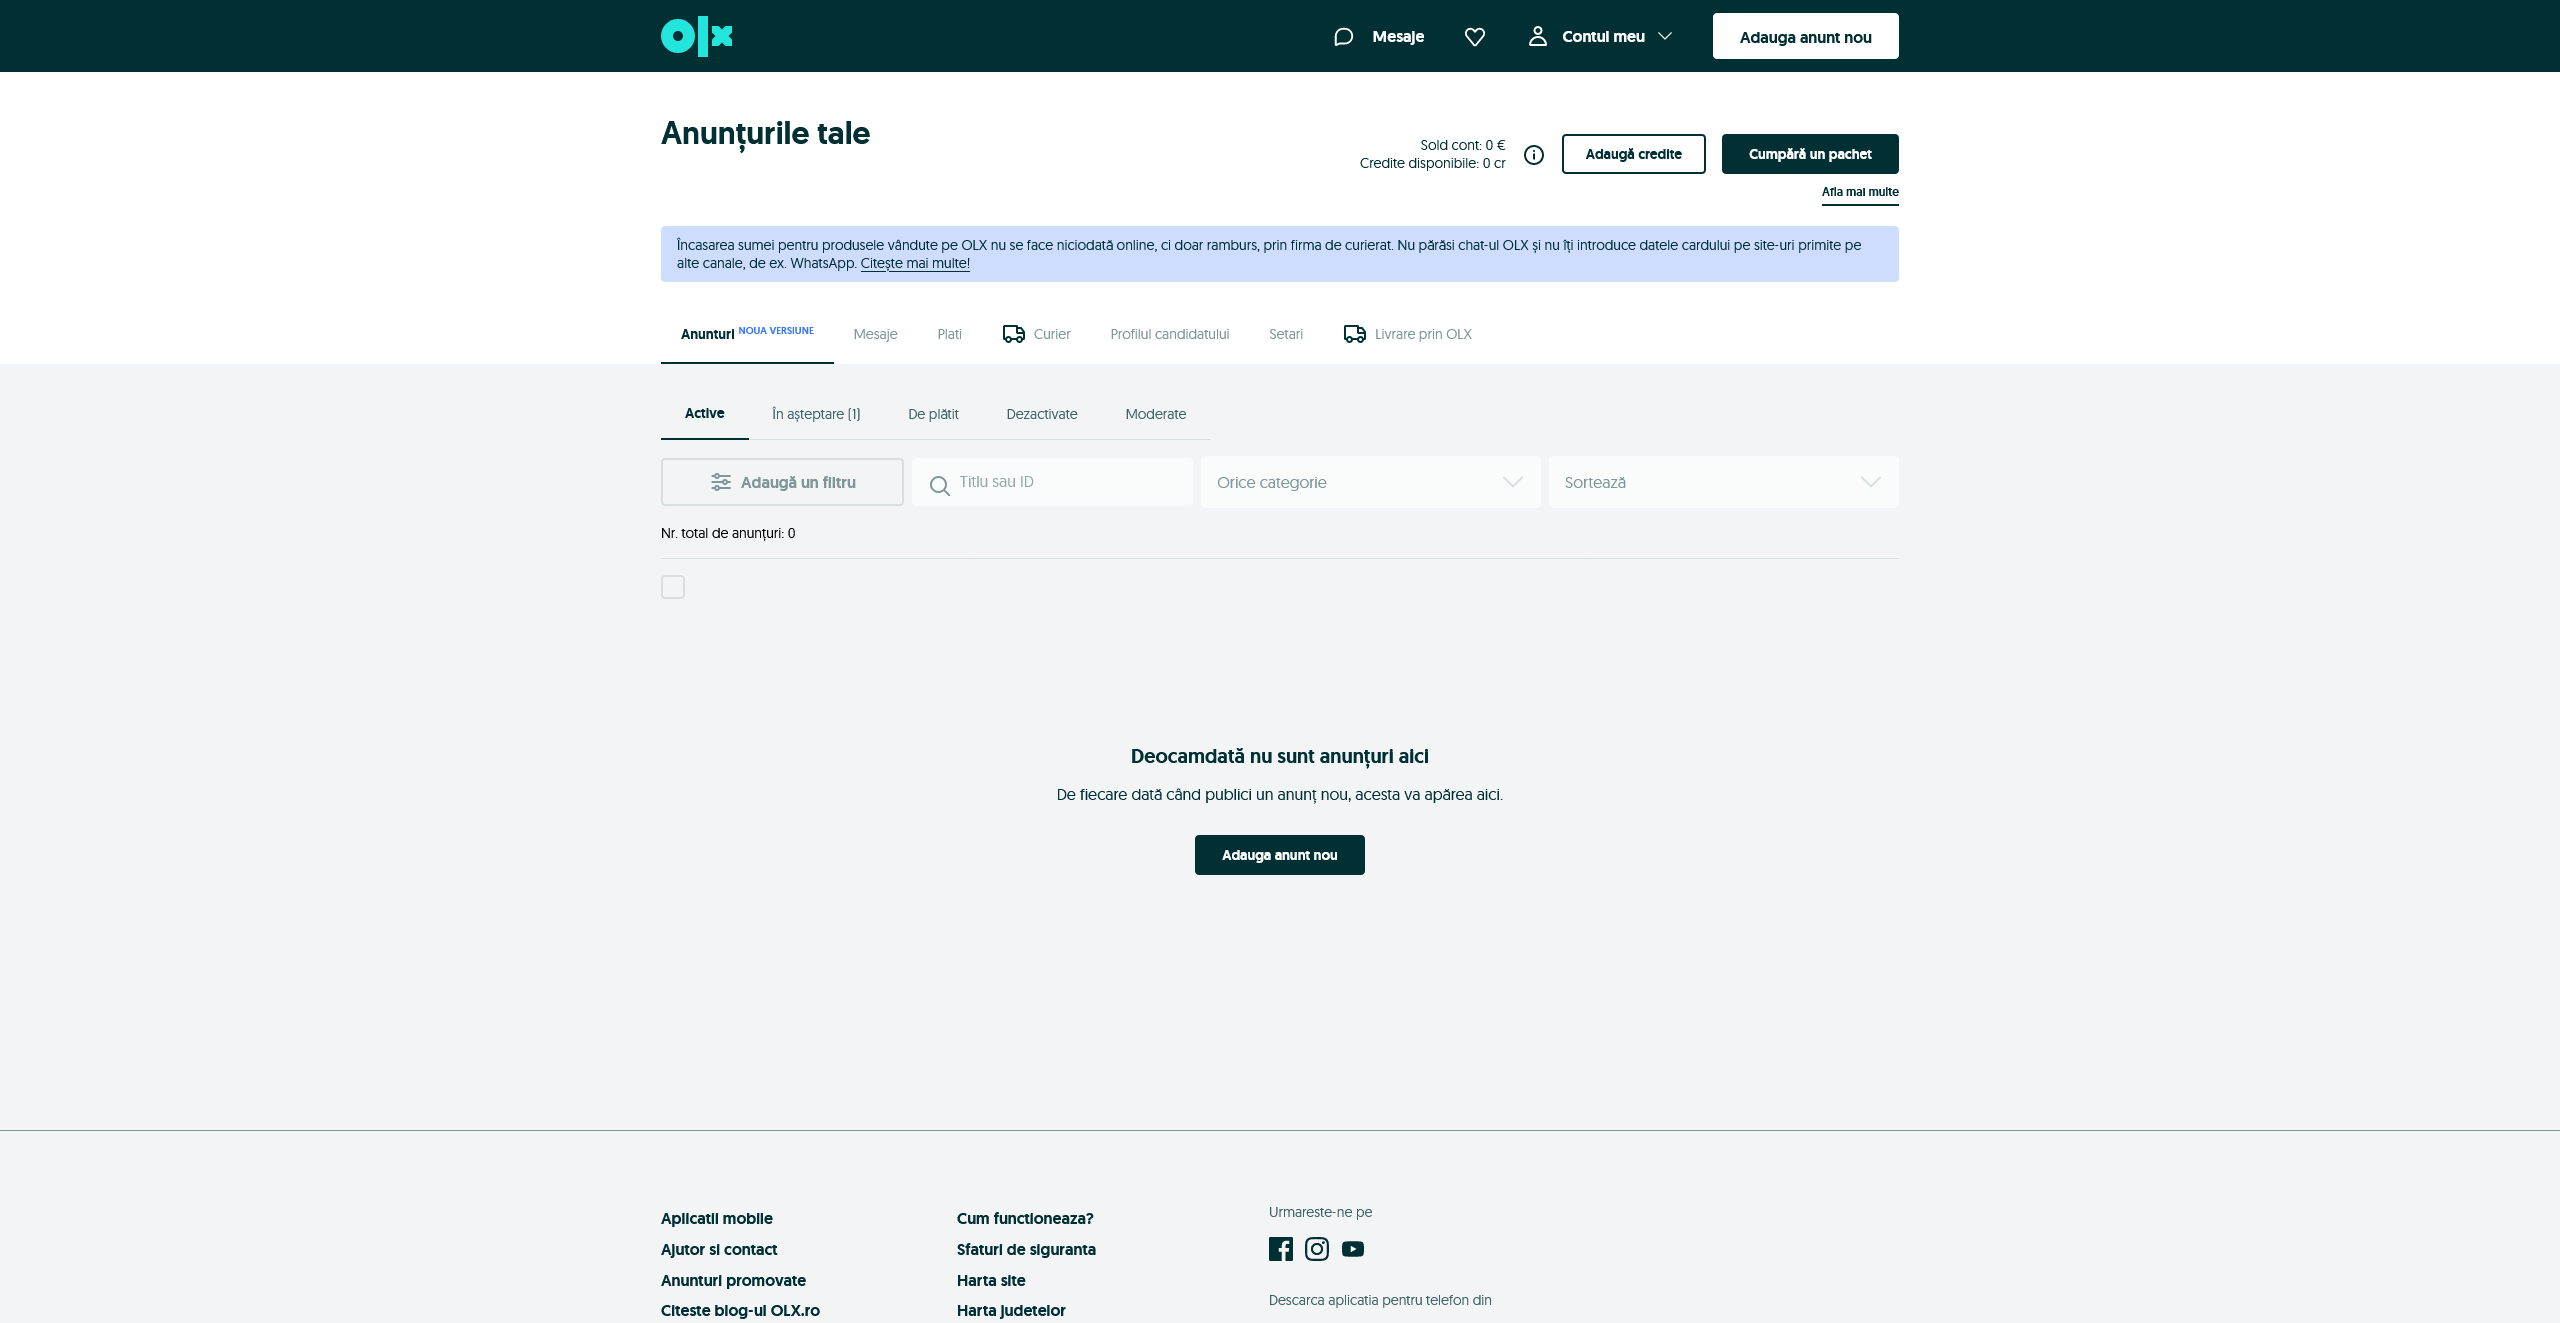 olx
Mesaje
Contul meu
Adauga anunt nou
Anunțurile tale
Sold cont: 0 €
Credite disponibile: 0 cr
Adaugă credite
Cumpără un pachet
Afla mai multe
Încasarea sumei pentru produsele vândute pe OLX nu se face niciodată online, ci doar ramburs, prin firma de curierat. Nu părăsi chat-ul OLX și nu îți introduce datele cardului pe site-uri primite pe
alte canale, de ex. WhatsApp. Citește mai multe!
Anunturi NOUA VERSIUNE
Mesaje
Plati
Curier
Profilul candidatului
Setari
Livrare prin OLX
Active
În așteptare (1)
De plătit
Dezactivate
Moderate
Adaugă un filtru
Titlu sau ID
Orice categorie
Sortează
Nr. total de anunțuri: 0
Deocamdată nu sunt anunțuri aici
De fiecare dată când publici un anunț nou, acesta va apărea aici.
Adauga anunt nou
Aplicatii mobile
Ajutor si contact
Anunturi promovate
Citeste blog-ul OLX.ro
Cum functioneaza?
Sfaturi de siguranta
Harta site
Harta judetelor
Urmareste-ne pe
Descarca aplicatia pentru telefon din